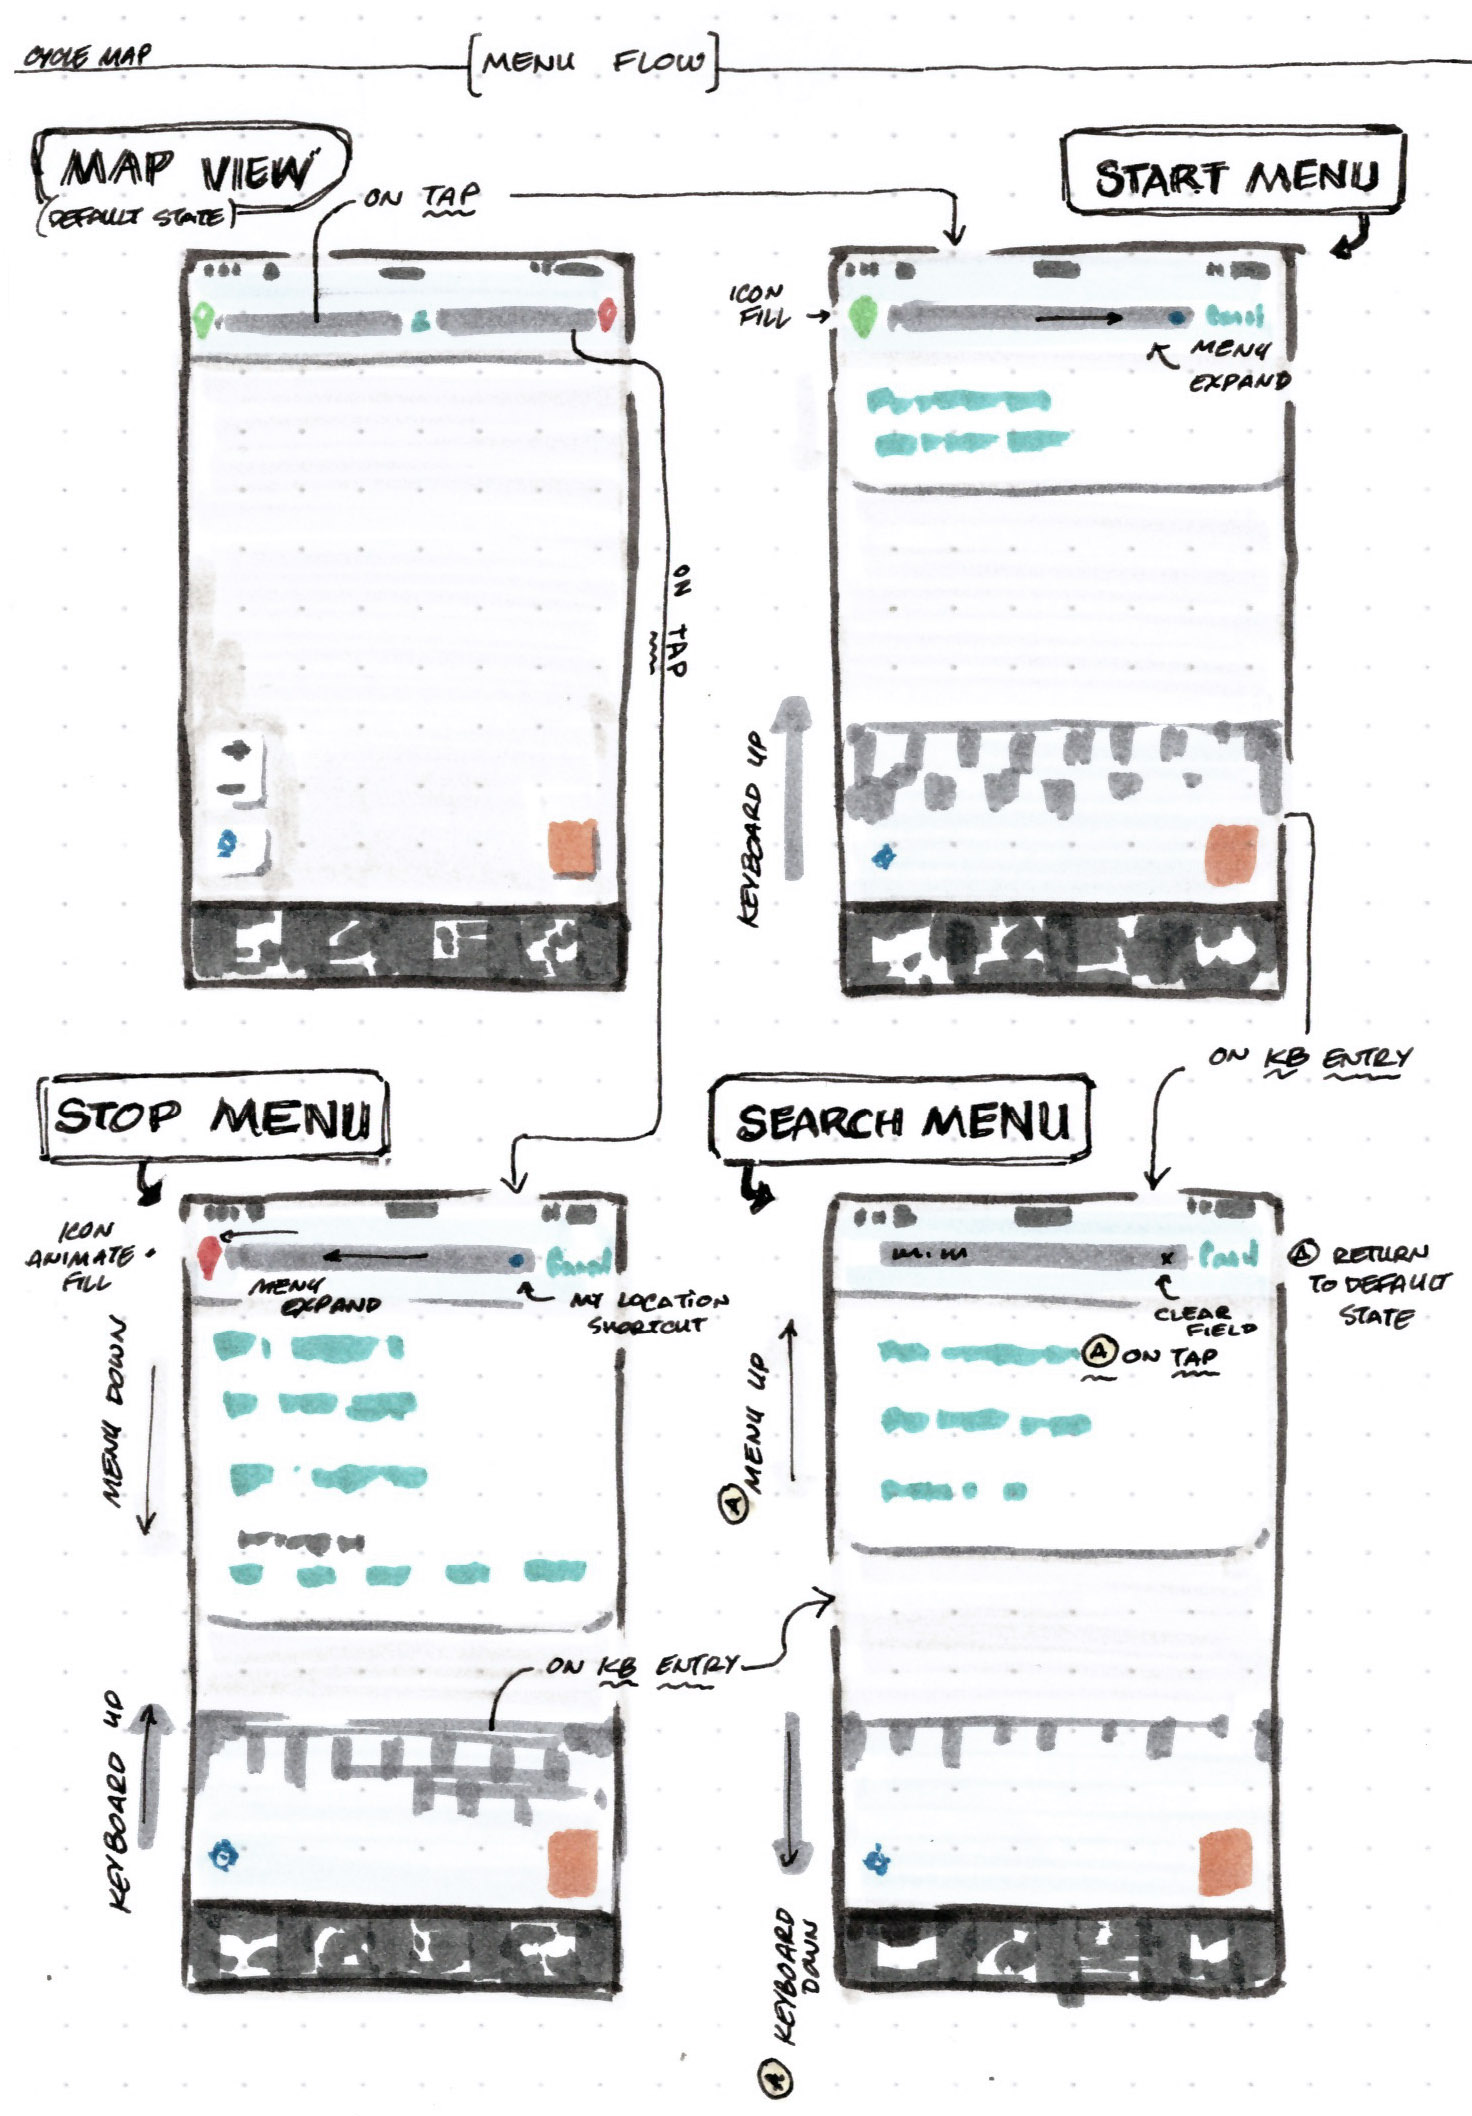 CYCLE MAP
[MENU FLOW]
MAP VIEW
(DEFAULT STATE)
ON TAP
START MENU
ICON
FILL
MENU
EXPAND
ON TAP
KEYBOARD UP
ON KB ENTRY
STOP MENU
SEARCH MENU
ICON
ANIMATE
FILL
MENU
EXPAND
MY LOCATION
SHORTCUT
MENU DOWN
x
CLEAR
FIELD
A RETURN
TO DEFAULT
STATE
A ON TAP
A MENU UP
ON KB ENTRY
KEYBOARD UP
A KEYBOARD
DOWN